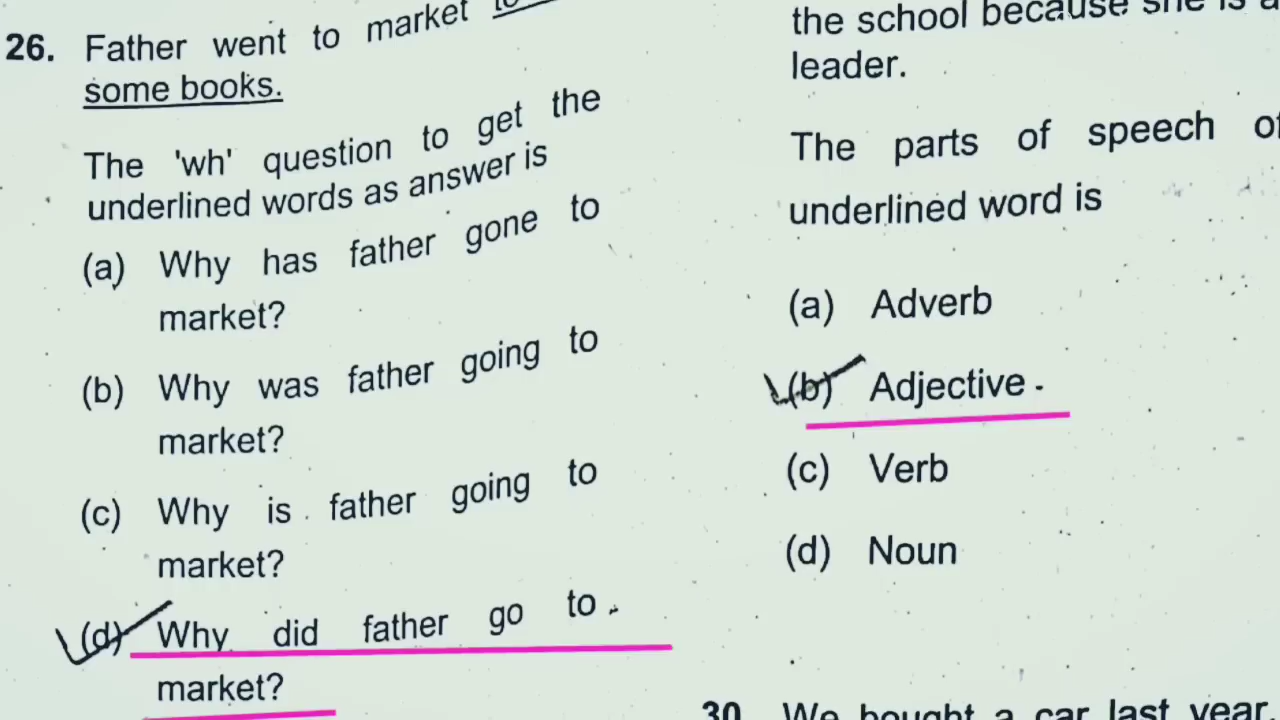 26. Father went to market to
some books.
The 'wh' question to get the
underlined words as answer is
(a) Why has father gone to
market?
(b) Why was father going to
market?
(c) Why is father going to
market?
(d) Why did father go to
market?
the school because she is a
leader.
The parts of speech of
underlined word is
(a) Adverb
(b) Adjective
(c) Verb
(d) Noun
30. We bought a car last year.